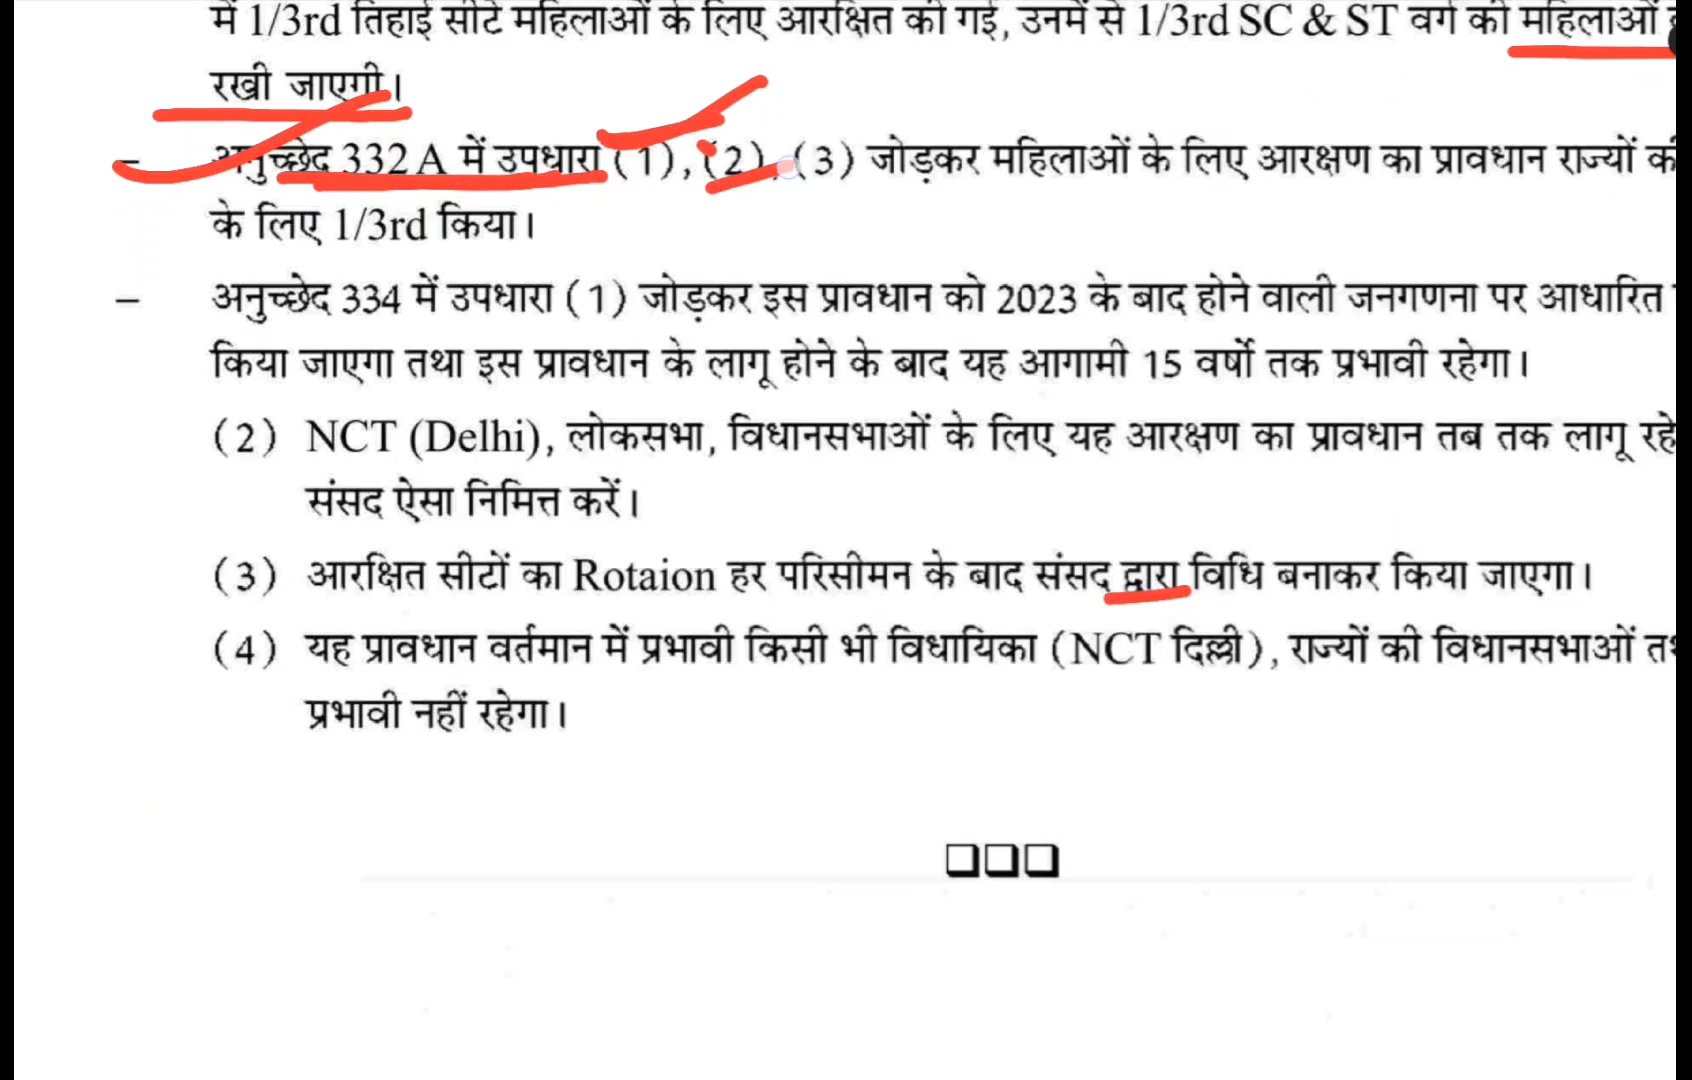 में 1/3rd तिहाई सीटें महिलाओं के लिए आरक्षित की गई, उनमें से 1/3rd SC & ST वर्ग की महिलाओं
रखी जाएगी।
– अनुच्छेद 332 A में उपधारा (1), (2), (3) जोड़कर महिलाओं के लिए आरक्षण का प्रावधान राज्यों की
के लिए 1/3rd किया।
– अनुच्छेद 334 में उपधारा (1) जोड़कर इस प्रावधान को 2023 के बाद होने वाली जनगणना पर आधारित
किया जाएगा तथा इस प्रावधान के लागू होने के बाद यह आगामी 15 वर्षो तक प्रभावी रहेगा।
(2) NCT (Delhi), लोकसभा, विधानसभाओं के लिए यह आरक्षण का प्रावधान तब तक लागू रहे
संसद ऐसा निमित्त करें।
(3) आरक्षित सीटों का Rotaion हर परिसीमन के बाद संसद द्वारा विधि बनाकर किया जाएगा।
(4) यह प्रावधान वर्तमान में प्रभावी किसी भी विधायिका (NCT दिल्ली), राज्यों की विधानसभाओं
प्रभावी नहीं रहेगा।